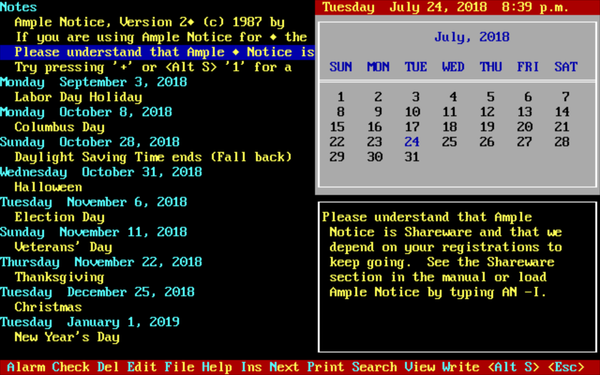 Notes
Ample Notice, Version 2♦ (c) 1987 by
If you are using Ample Notice for ♦ the
Please understand that Ample ♦ Notice is
Try pressing '+' or <Alt S> '1' for a
Monday  September 3, 2018
Labor Day Holiday
Monday  October 8, 2018
Columbus Day
Sunday  October 28, 2018
Daylight Saving Time ends (Fall back)
Wednesday  October 31, 2018
Halloween
Tuesday  November 6, 2018
Election Day
Sunday  November 11, 2018
Veterans' Day
Thursday  November 22, 2018
Thanksgiving
Tuesday  December 25, 2018
Christmas
Tuesday  January 1, 2019
New Year's Day
Tuesday  July 24, 2018  8:39 p.m.
July, 2018
SUN MON TUE WED THU FRI SAT
1 2 3 4 5 6 7
8 9 10 11 12 13 14
15 16 17 18 19 20 21
22 23 24 25 26 27 28
29 30 31
Please understand that Ample
Notice is Shareware and that we
depend on your registrations to
keep going.  See the Shareware
section in the manual or load
Ample Notice by typing AN -I.
Alarm Check Del Edit File Help Ins Next Print Search View Write <Alt S> <Esc>